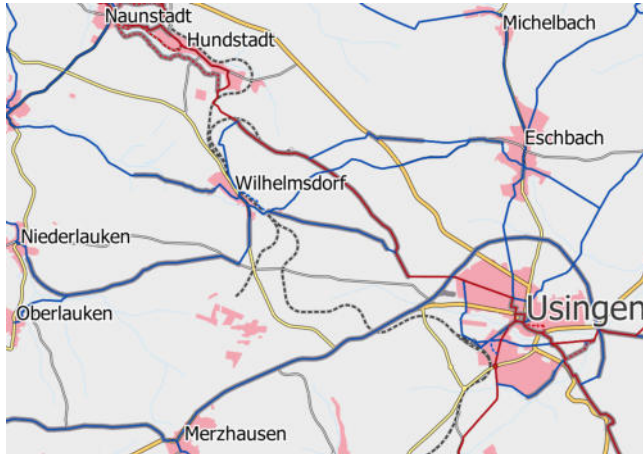 Naunstadt
Michelbach
Hundstadt
Eschbach
Wilhelmsdorf
Niederlauken
Usingen
Oberlauken
Merzhausen